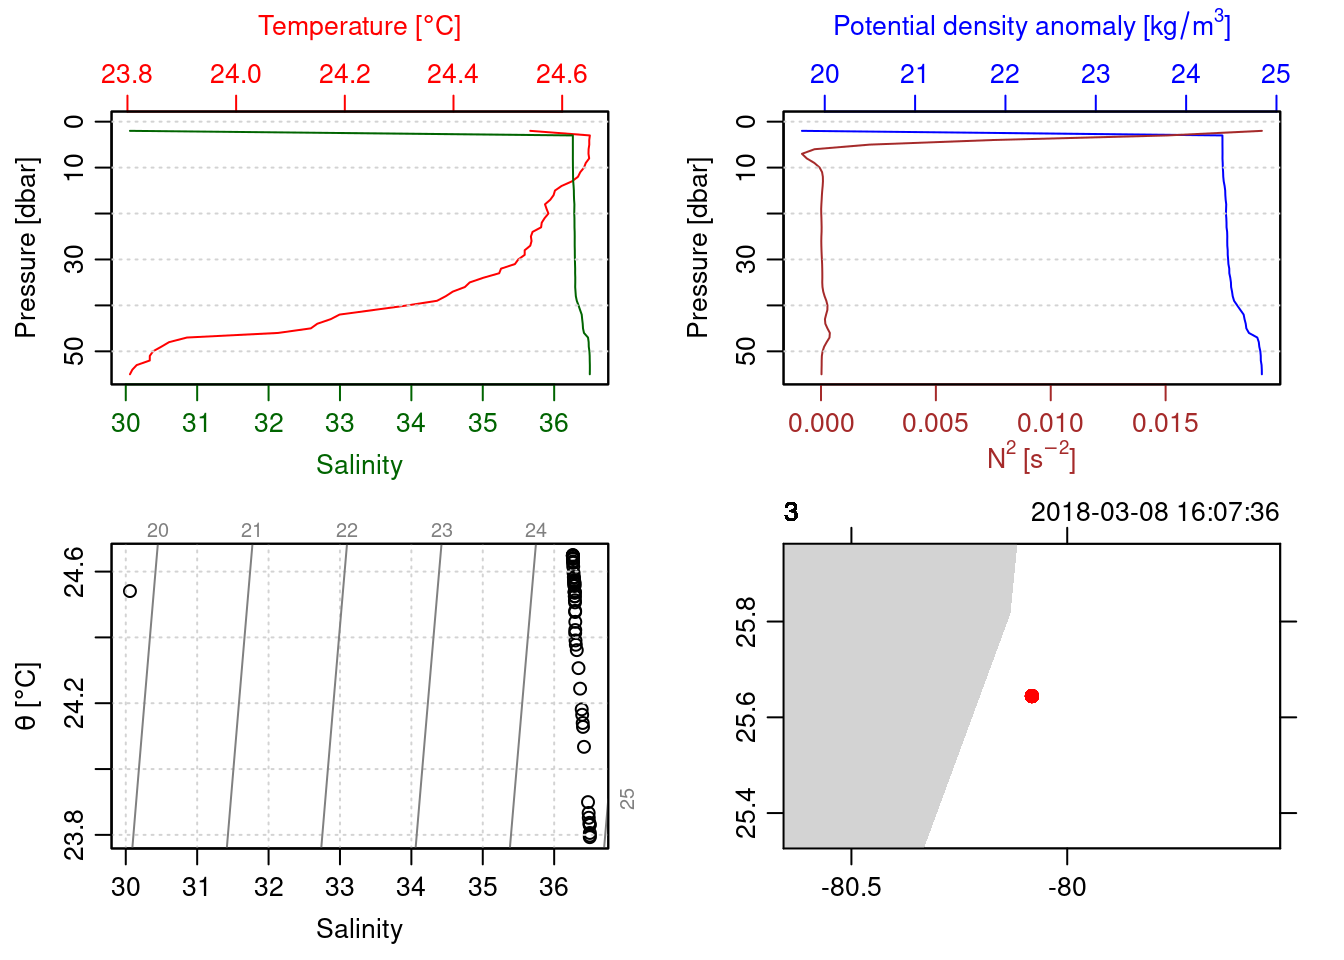 Temperature [°C]
23.8 24.0 24.2 24.4 24.6
Pressure [dbar]
0
10
30
50
30 31 32 33 34 35 36
Salinity
Potential density anomaly [kg/m³]
20 21 22 23 24 25
Pressure [dbar]
0
10
30
50
0.000 0.005 0.010 0.015
N² [s⁻²]
20 21 22 23 24
θ [°C]
24.6
24.2
23.8
25
30 31 32 33 34 35 36
Salinity
3 2018-03-08 16:07:36
25.8
25.6
25.4
-80.5 -80